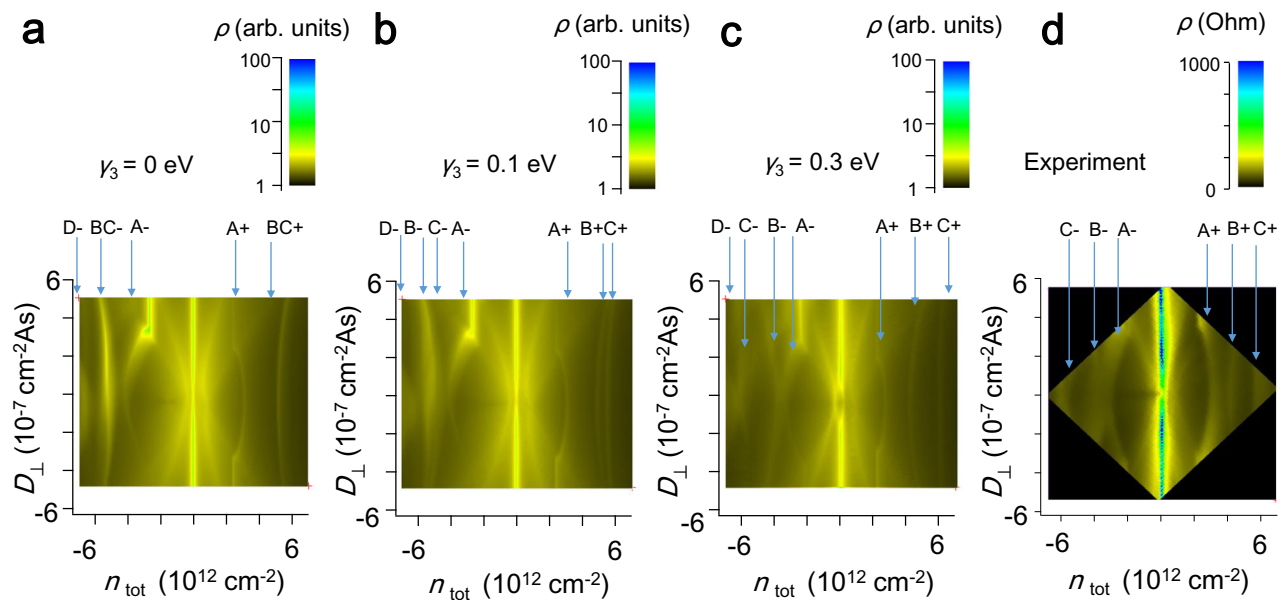 a
ρ (arb. units)
100
10
1
γ3 = 0 eV
D- BC- A- A+ BC+
6
-6
D⊥ (10-7 cm-2As)
-6 6
n tot (1012 cm-2)
b
ρ (arb. units)
100
10
1
γ3 = 0.1 eV
D- B- C- A- A+ B+ C+
6
-6
D⊥ (10-7 cm-2As)
-6 6
n tot (1012 cm-2)
c
ρ (arb. units)
100
10
1
γ3 = 0.3 eV
D- C- B- A- A+ B+ C+
6
-6
D⊥ (10-7 cm-2As)
-6 6
n tot (1012 cm-2)
d
ρ (Ohm)
1000
0
Experiment
C- B- A- A+ B+ C+
6
-6
D⊥ (10-7 cm-2As)
-6 6
n tot (1012 cm-2)